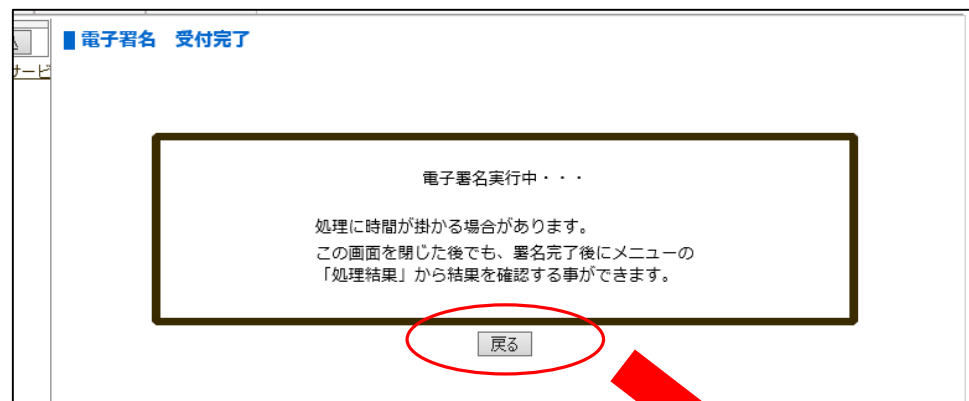 電子署名　受付完了
サービ
電子署名実行中・・・
処理に時間が掛かる場合があります。
この画面を閉じた後でも、署名完了後にメニューの
「処理結果」から結果を確認する事ができます。
戻る